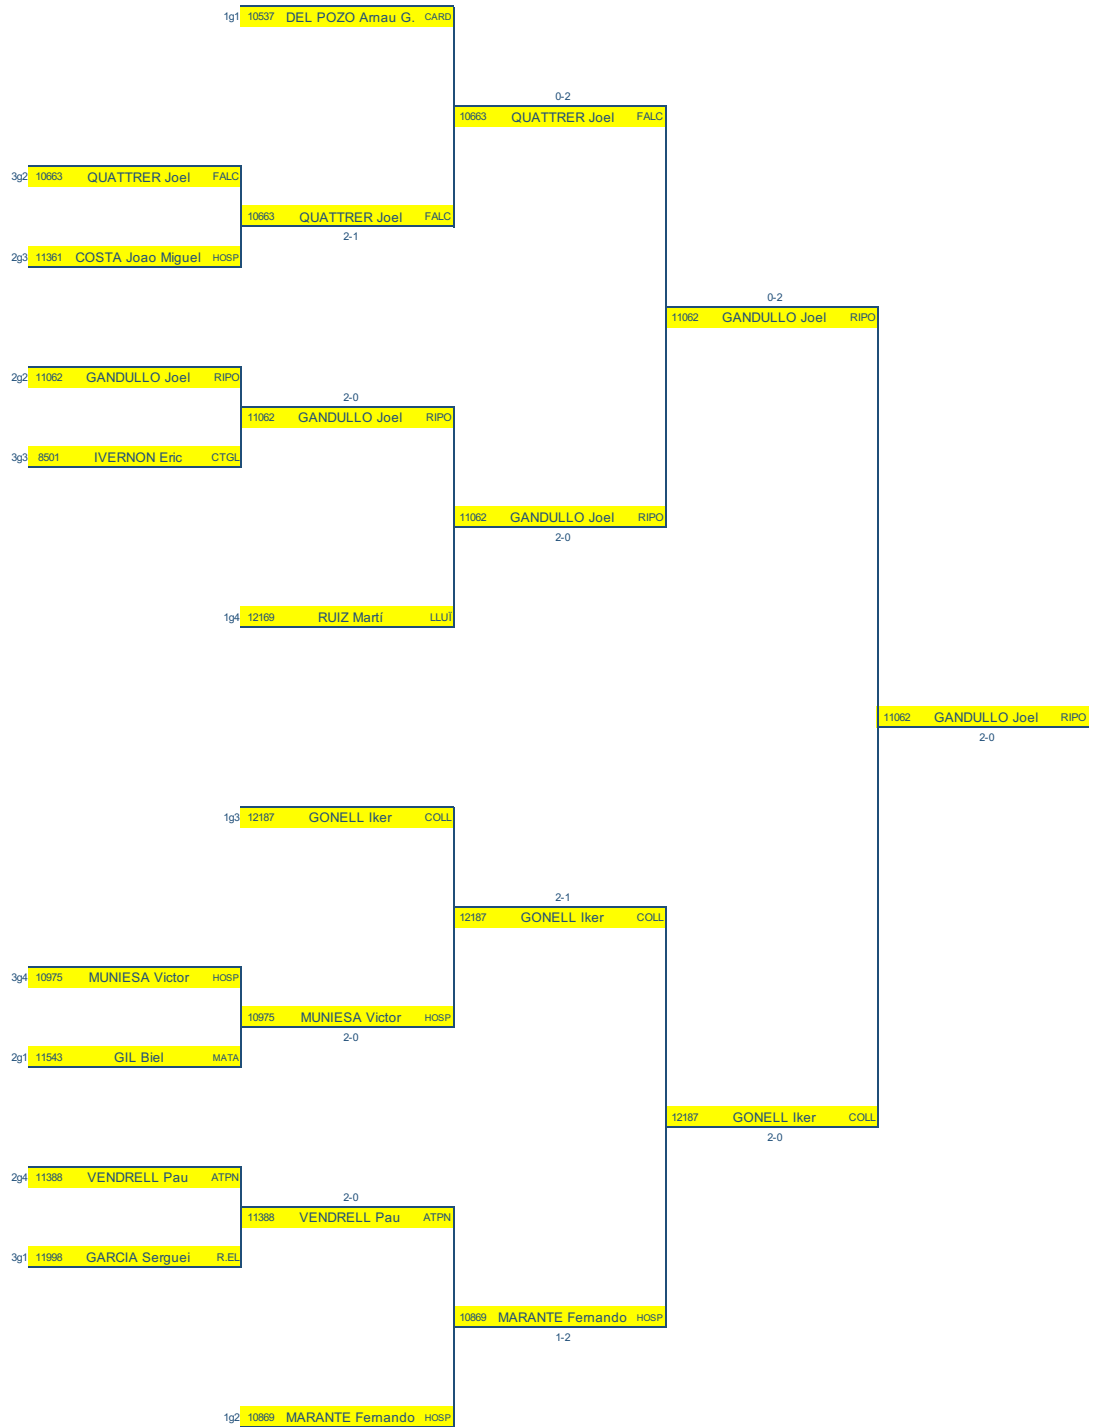 1g1 10537 DEL POZO Arnau G. CARD
0-2
10663 QUATTRER Joel FALC
3g2 10663 QUATTRER Joel FALC
10663 QUATTRER Joel FALC
2-1
2g3 11361 COSTA Joao Miguel HOSP
0-2
11062 GANDULLO Joel RIPO
2g2 11062 GANDULLO Joel RIPO
2-0
11062 GANDULLO Joel RIPO
3g3 8501 IVERNON Eric CTGL
11062 GANDULLO Joel RIPO
2-0
1g4 12169 RUIZ Martí LLUÏ
11062 GANDULLO Joel RIPO
2-0
1g3 12187 GONELL Iker COLL
2-1
12187 GONELL Iker COLL
3g4 10975 MUNIESA Victor HOSP
10975 MUNIESA Victor HOSP
2-0
2g1 11543 GIL Biel MATA
12187 GONELL Iker COLL
2-0
2g4 11388 VENDRELL Pau ATPN
2-0
11388 VENDRELL Pau ATPN
3g1 11998 GARCIA Serguei R.EL
10869 MARANTE Fernando HOSP
1-2
1g2 10869 MARANTE Fernando HOSP